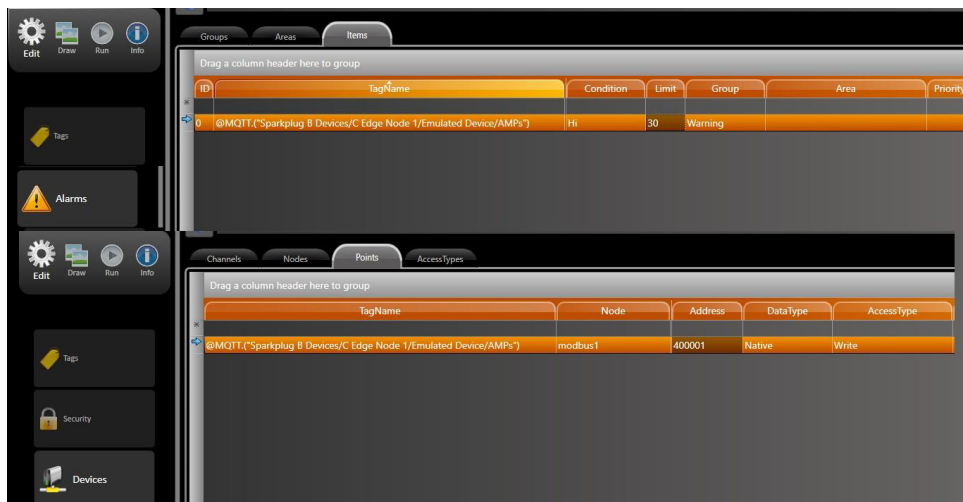 Groups Areas Items
Edit Draw Run Info
Drag a column header here to group
ID TagName Condition Limit Group Area Priority
0 @MQTT.("Sparkplug B Devices/C Edge Node 1/Emulated Device/AMPs") Hi 30 Warning
Tags
Alarms
Channels Nodes Points AccessTypes
Edit Draw Run Info
Drag a column header here to group
TagName Node Address DataType AccessType
@MQTT.("Sparkplug B Devices/C Edge Node 1/Emulated Device/AMPs") modbus1 400001 Native Write
Tags
Security
Devices